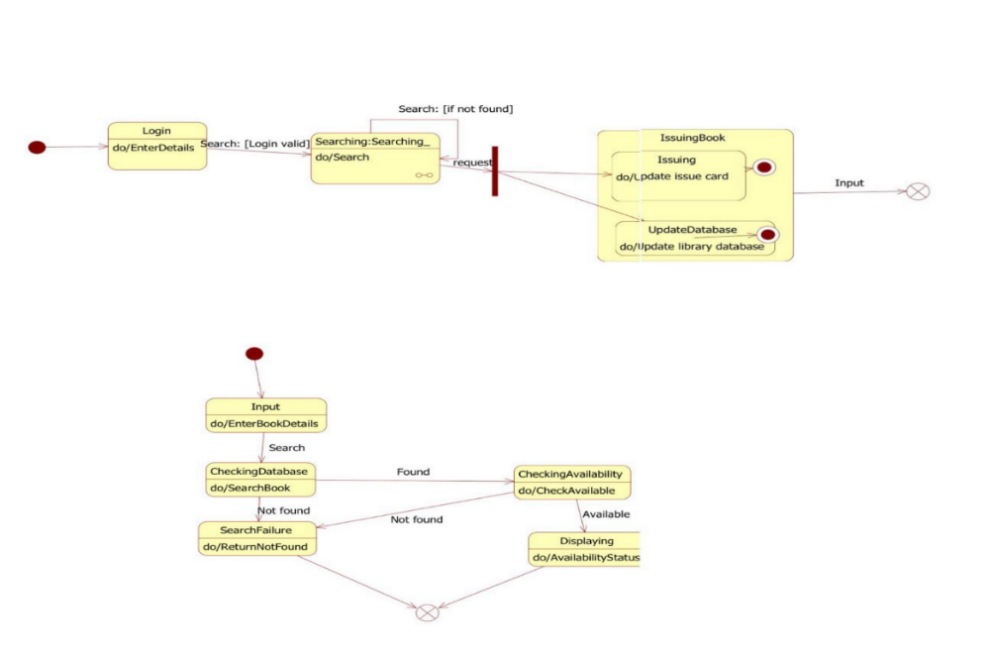 Search: [if not found]
Login
do/EnterDetails
Search: [Login valid]
Searching:Searching_
do/Search
request
IssuingBook
Issuing
do/Update issue card
UpdateDatabase
do/Update library database
Input
Input
do/EnterBookDetails
Search
CheckingDatabase
do/SearchBook
Found
CheckingAvailability
do/CheckAvailable
Not found
Not found
Available
SearchFailure
do/ReturnNotFound
Displaying
do/AvailabilityStatus